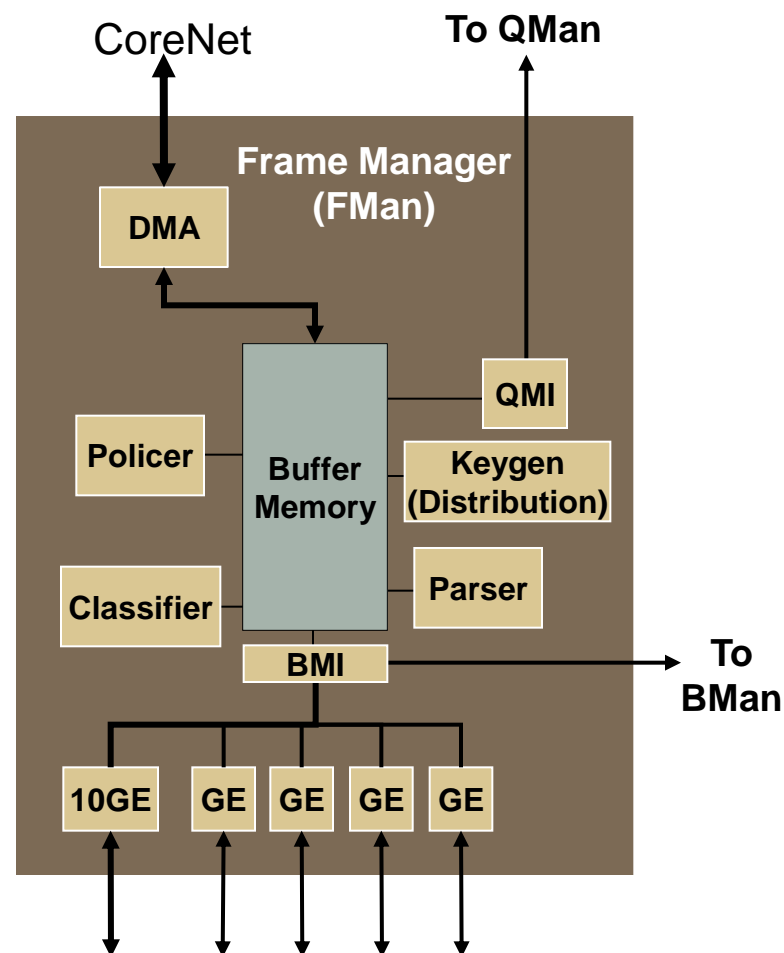 CoreNet
To QMan
Frame Manager
(FMan)
DMA
QMI
Policer
Buffer
Memory
Keygen
(Distribution)
Classifier
Parser
BMI
To
BMan
10GE
GE
GE
GE
GE